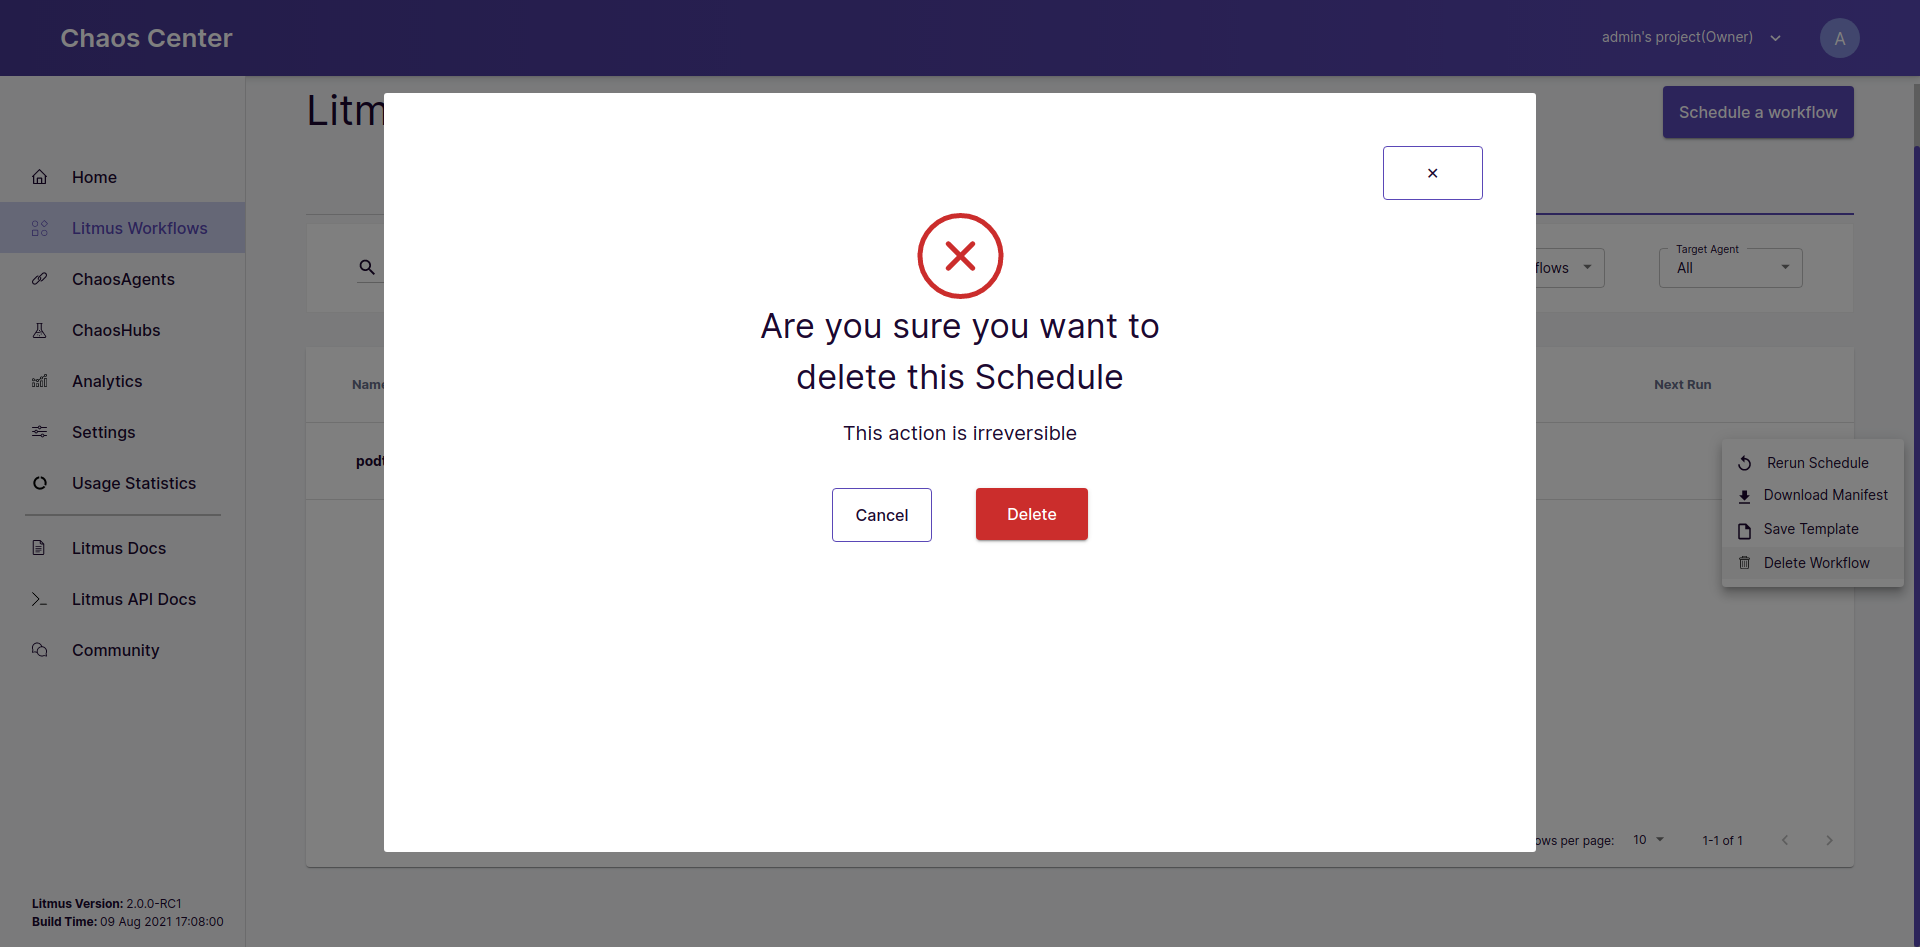 Chaos Center
admin's project(Owner)
A
Schedule a workflow
Home
Litmus Workflows
ChaosAgents
ChaosHubs
Analytics
Settings
Usage Statistics
Litmus Docs
Litmus API Docs
Community
Litmus Version: 2.0.0-RC1
Build Time: 09 Aug 2021 17:08:00
Litm
Target Agent
flows
All
Name
Next Run
pod
Are you sure you want to
delete this Schedule
This action is irreversible
Cancel
Delete
Rerun Schedule
Download Manifest
Save Template
Delete Workflow
ows per page:
10
1-1 of 1